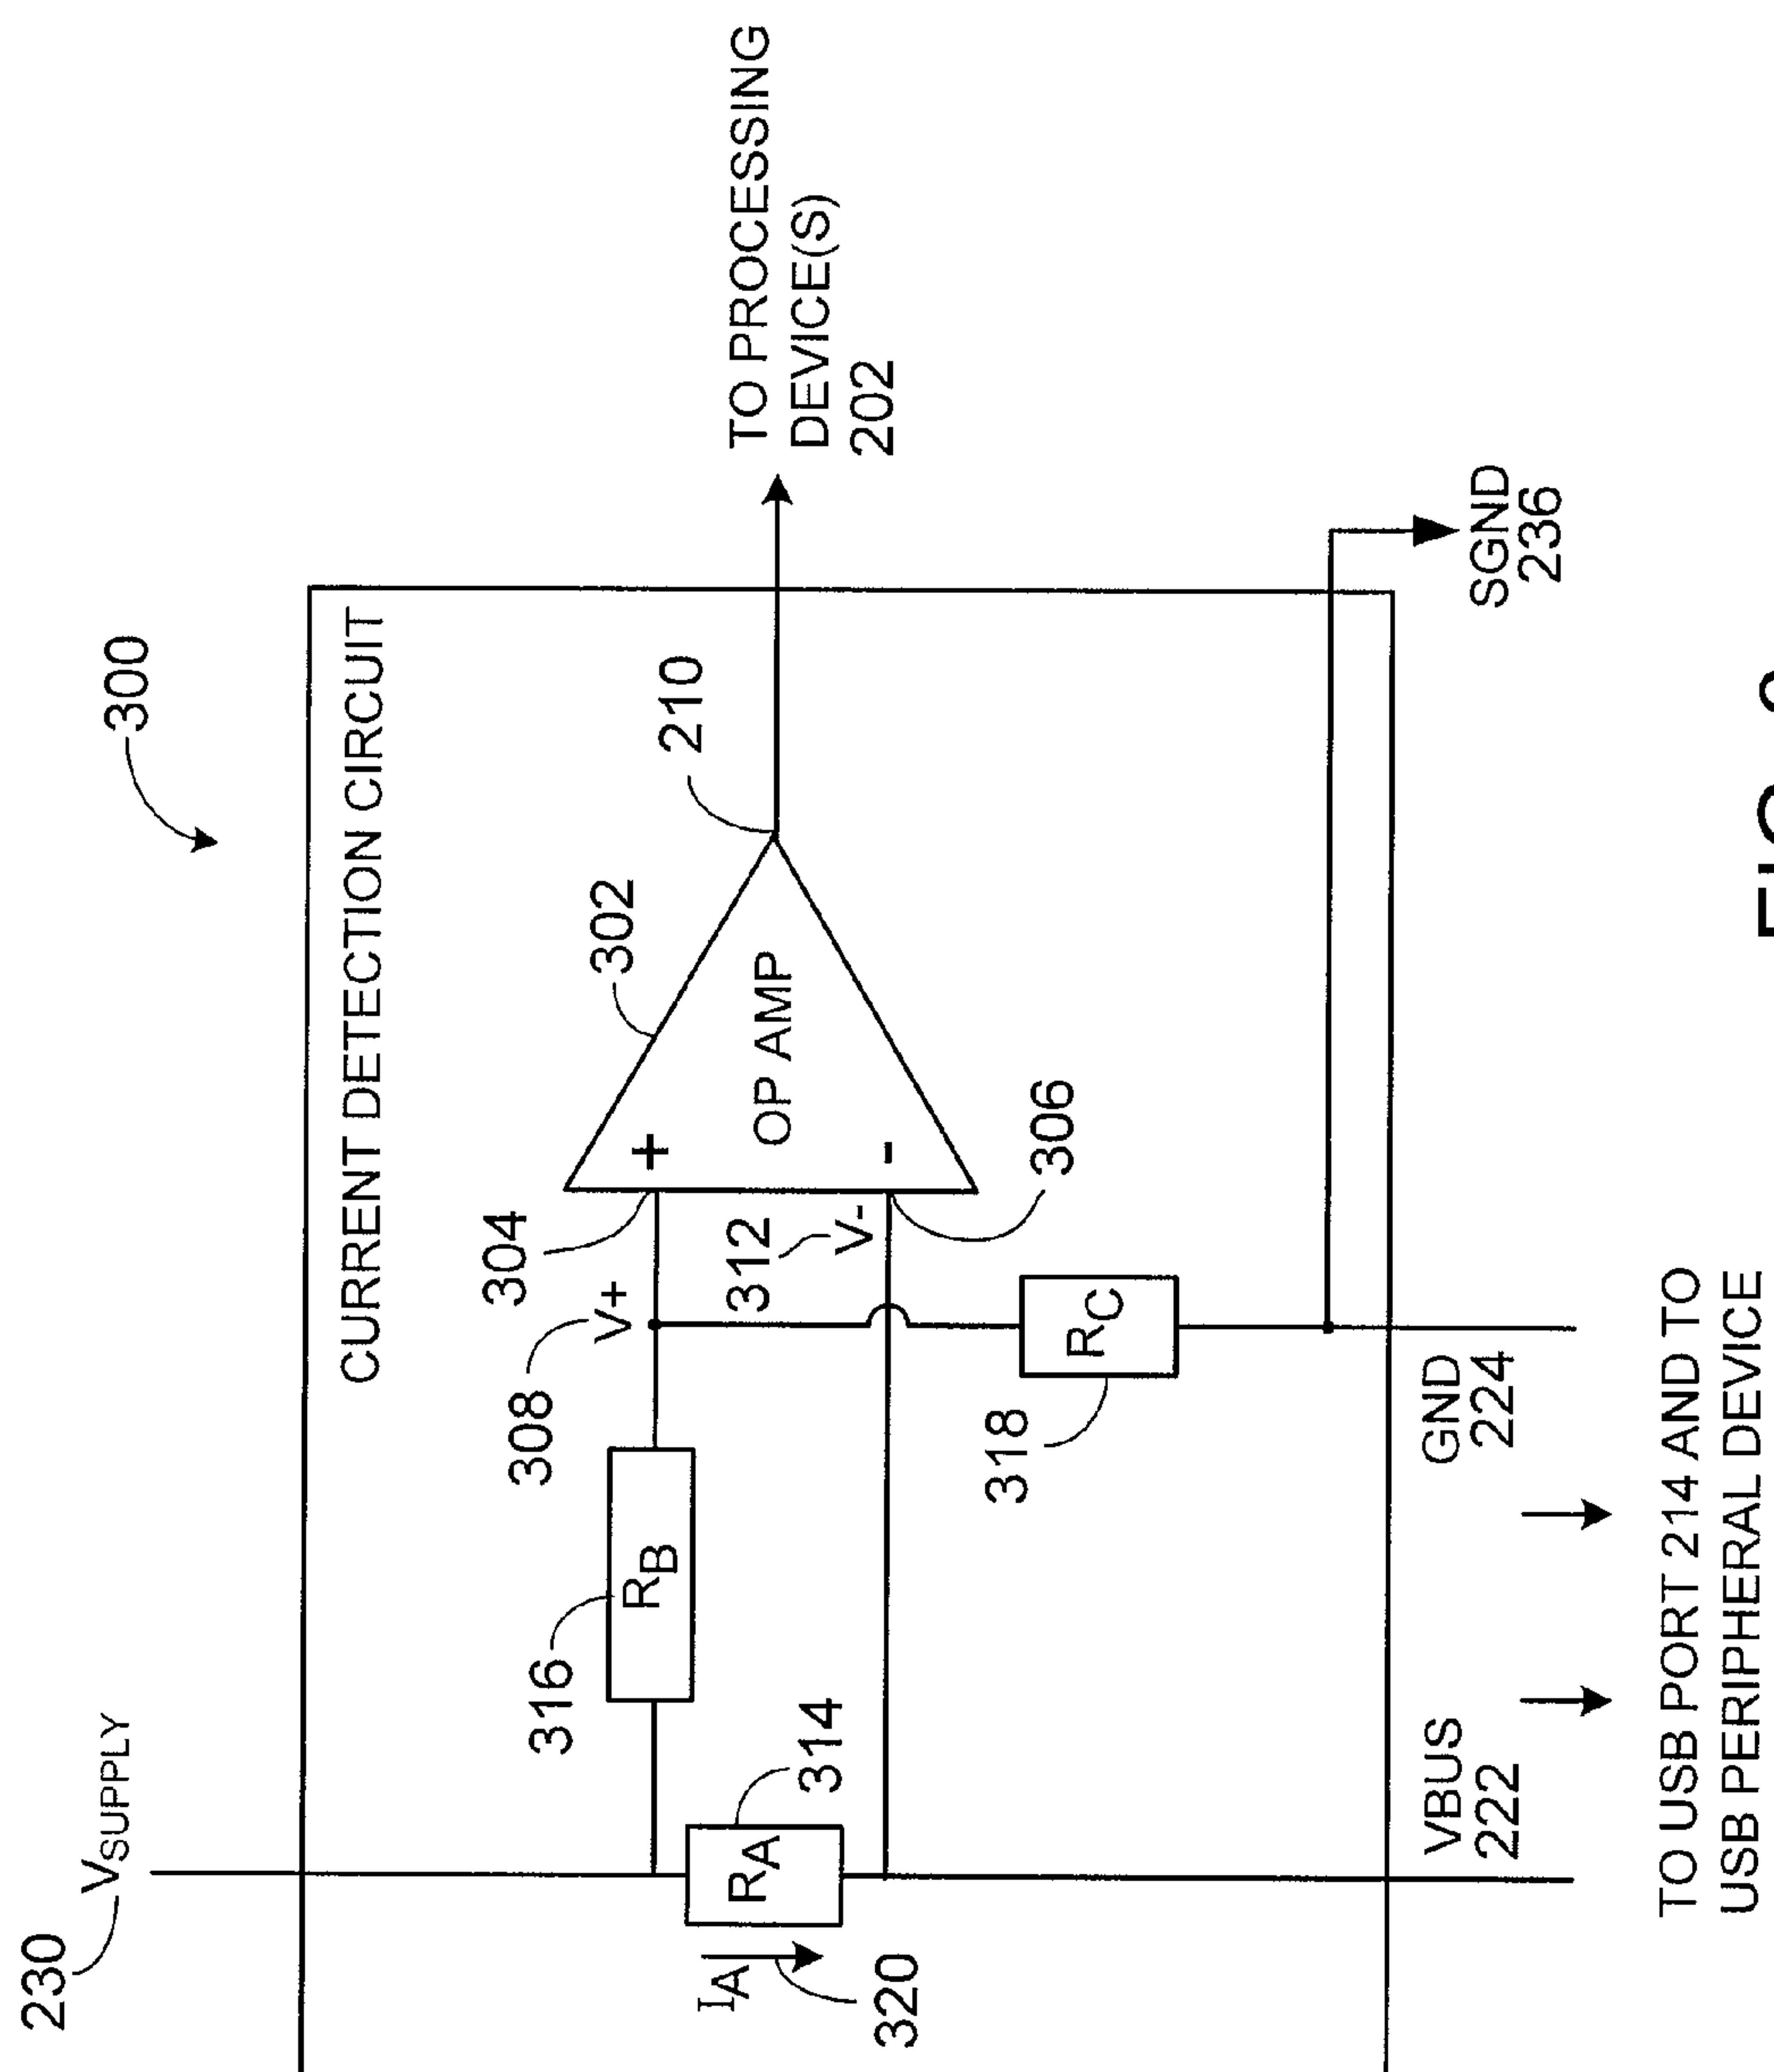 230
VSUPPLY
300
CURRENT DETECTION CIRCUIT
304
308
316
V+
302
+
RB
210
IA
RA
312
OP AMP
TO PROCESSING
DEVICE(S)
202
314
V-
-
320
318
306
RC
VBUS
222
GND
224
SGND
236
TO USB PORT 214 AND TO
USB PERIPHERAL DEVICE